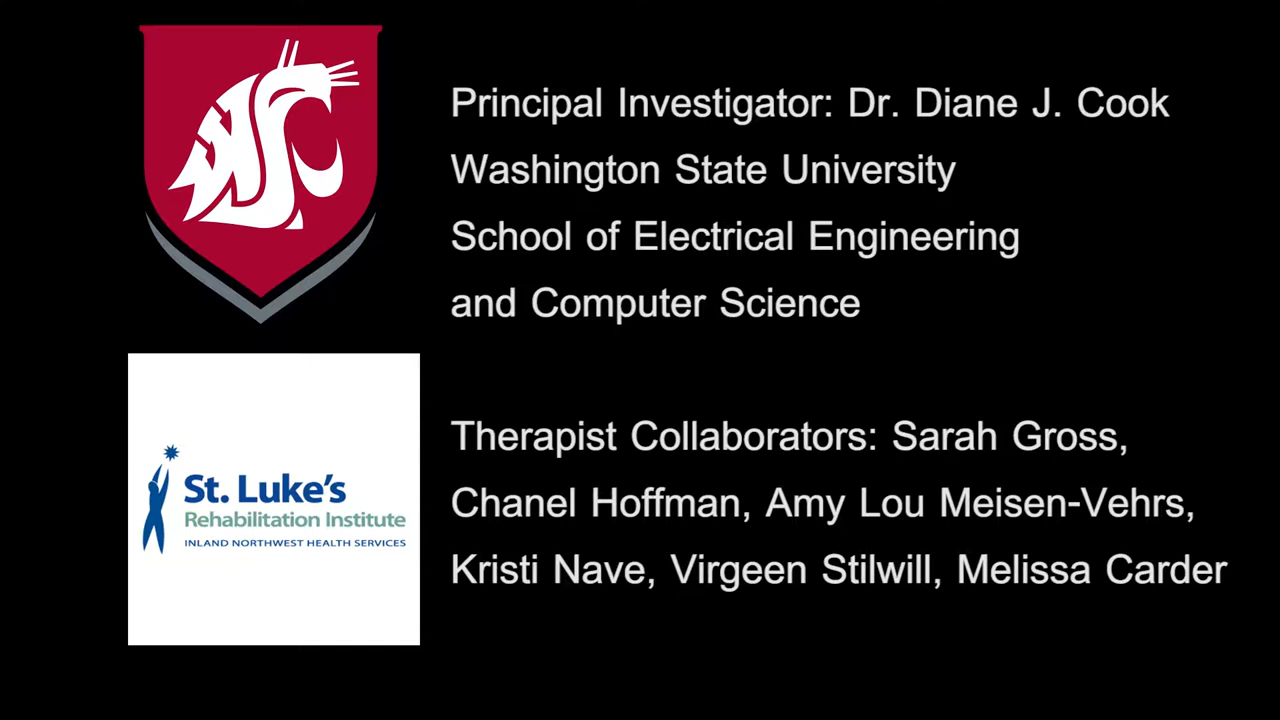 Principal Investigator: Dr. Diane J. Cook
Washington State University
School of Electrical Engineering
and Computer Science
St. Luke's
Rehabilitation Institute
INLAND NORTHWEST HEALTH SERVICES
Therapist Collaborators: Sarah Gross,
Chanel Hoffman, Amy Lou Meisen-Vehrs,
Kristi Nave, Virgeen Stilwill, Melissa Carder